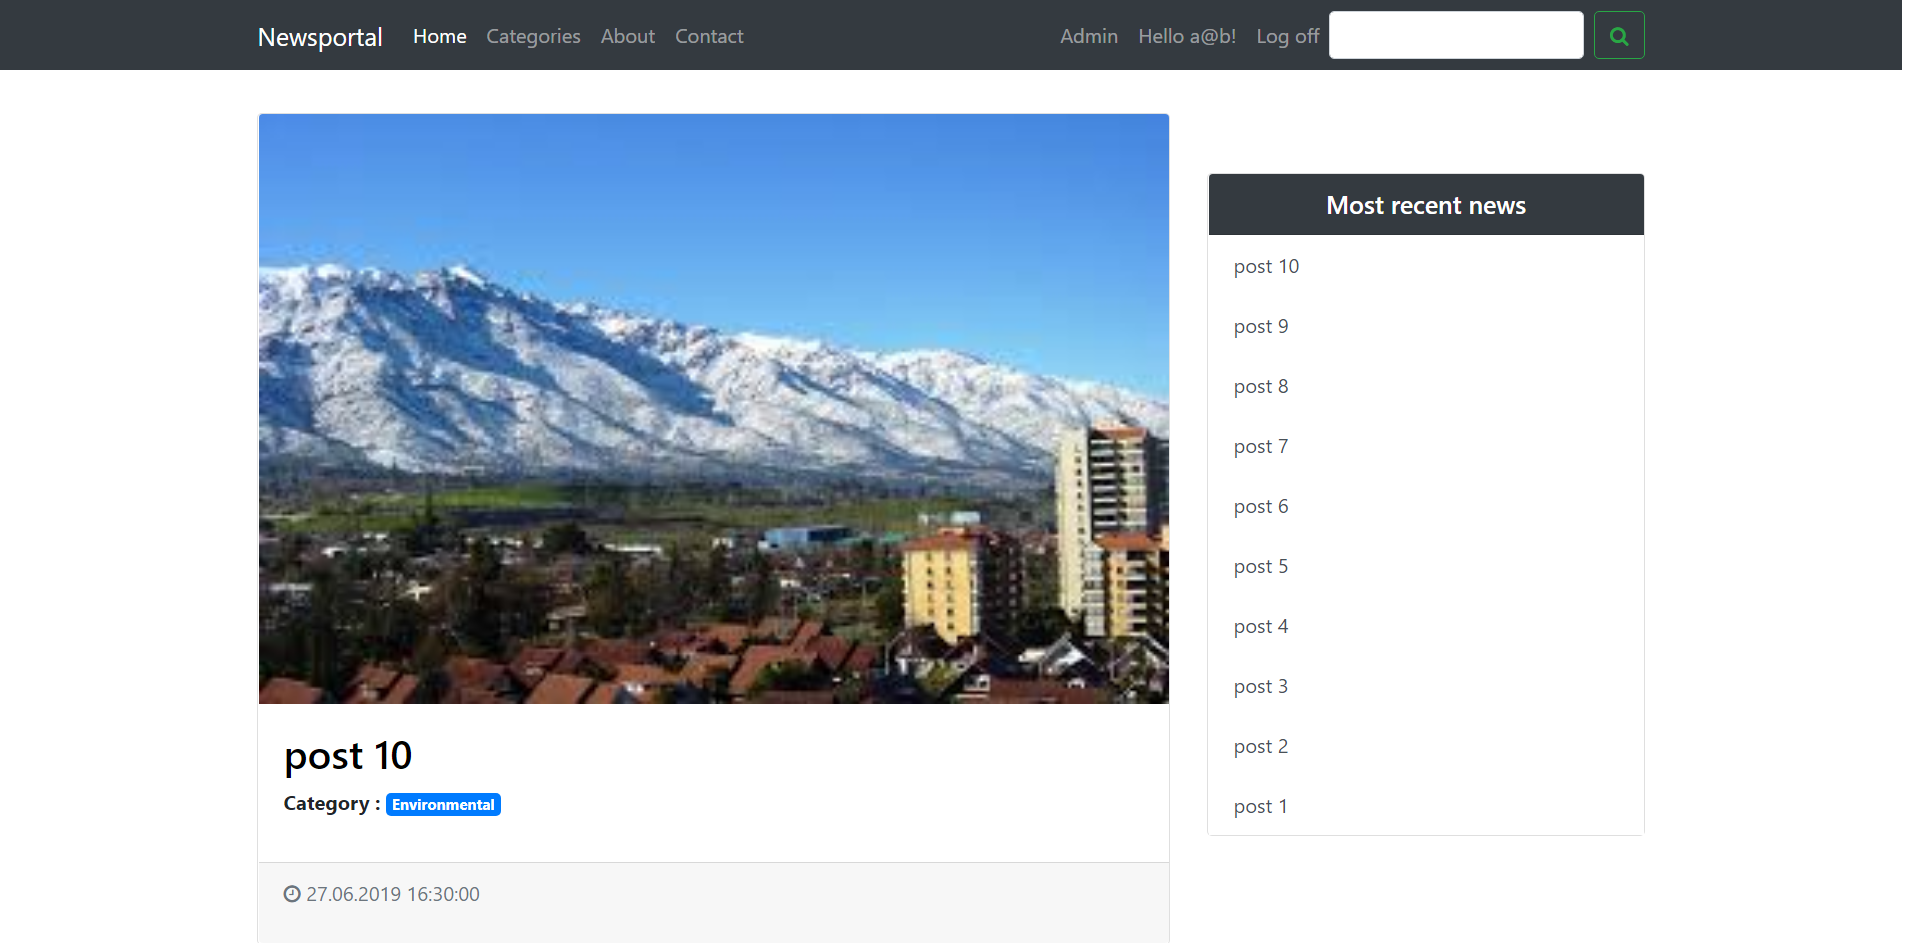 Newsportal Home Categories About Contact Admin Hello a@b! Log off
post 10
Category : Environmental
27.06.2019 16:30:00
Most recent news
post 10
post 9
post 8
post 7
post 6
post 5
post 4
post 3
post 2
post 1